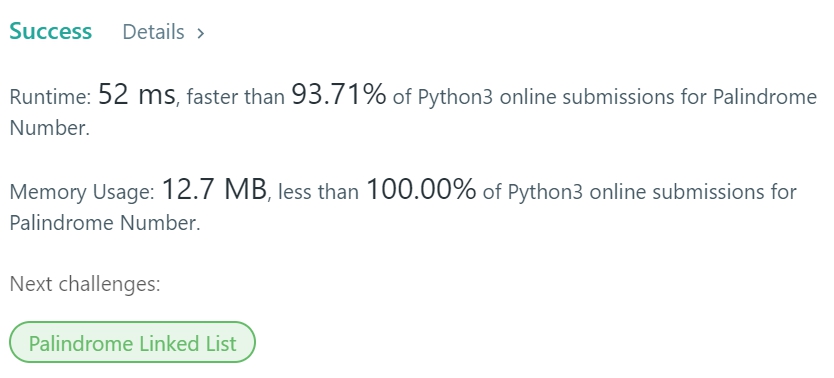 Success Details >
Runtime: 52 ms, faster than 93.71% of Python3 online submissions for Palindrome
Number.
Memory Usage: 12.7 MB, less than 100.00% of Python3 online submissions for
Palindrome Number.
Next challenges:
Palindrome Linked List